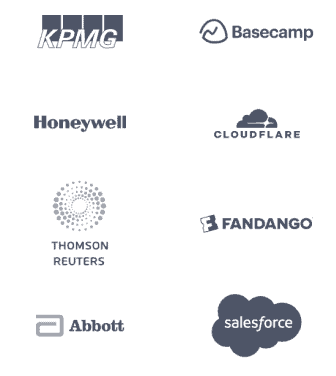 KPMG
Basecamp
Honeywell
CLOUDFLARE
THOMSON
REUTERS
FANDANGO
Abbott
salesforce